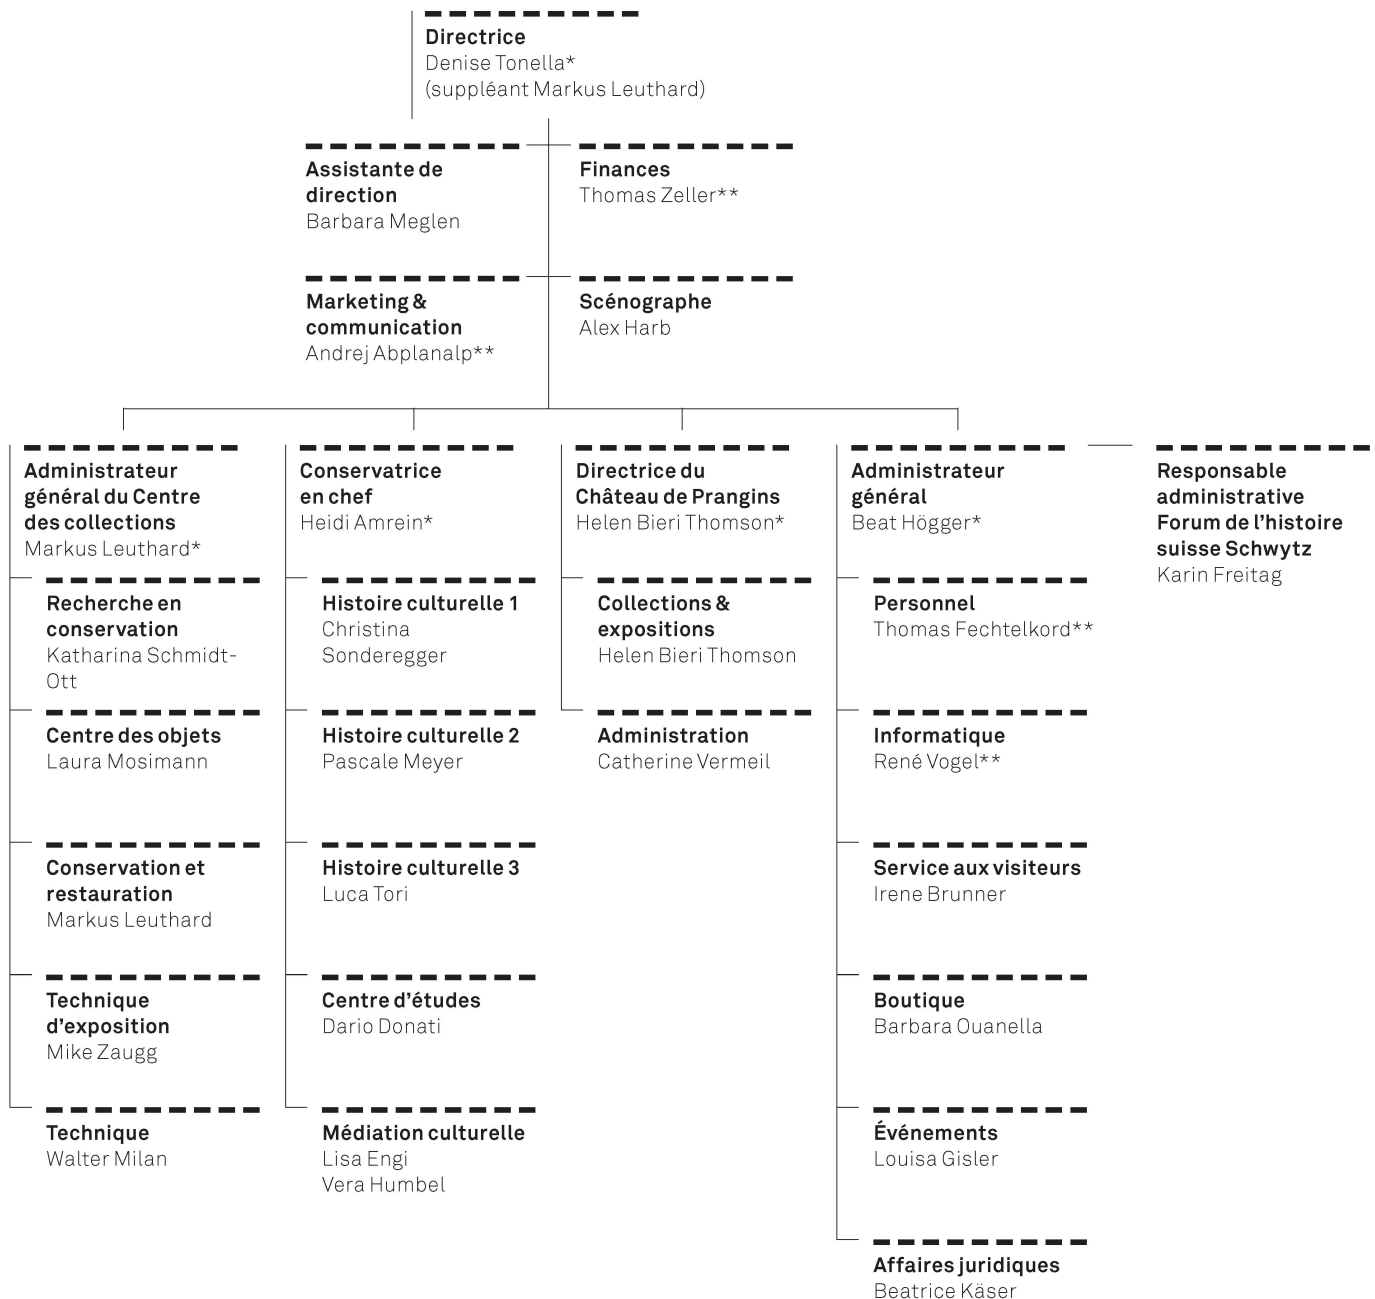 Directrice
Denise Tonella*
(suppléant Markus Leuthard)
Assistante de
direction
Barbara Meglen
Finances
Thomas Zeller**
Marketing &
communication
Andrej Abplanalp**
Scénographe
Alex Harb
Administrateur
général du Centre
des collections
Markus Leuthard*
Recherche en
conservation
Katharina Schmidt-
Ott
Centre des objets
Laura Mosimann
Conservation et
restauration
Markus Leuthard
Technique
d’exposition
Mike Zaugg
Technique
Walter Milan
Conservatrice
en chef
Heidi Amrein*
Histoire culturelle 1
Christina
Sonderegger
Histoire culturelle 2
Pascale Meyer
Histoire culturelle 3
Luca Tori
Centre d’études
Dario Donati
Médiation culturelle
Lisa Engi
Vera Humbel
Directrice du
Château de Prangins
Helen Bieri Thomson*
Collections &
expositions
Helen Bieri Thomson
Administration
Catherine Vermeil
Administrateur
général
Beat Högger*
Personnel
Thomas Fechtelkord**
Informatique
René Vogel**
Service aux visiteurs
Irene Brunner
Boutique
Barbara Ouanella
Événements
Louisa Gisler
Affaires juridiques
Beatrice Käser
Responsable
administrative
Forum de l’histoire
suisse Schwytz
Karin Freitag